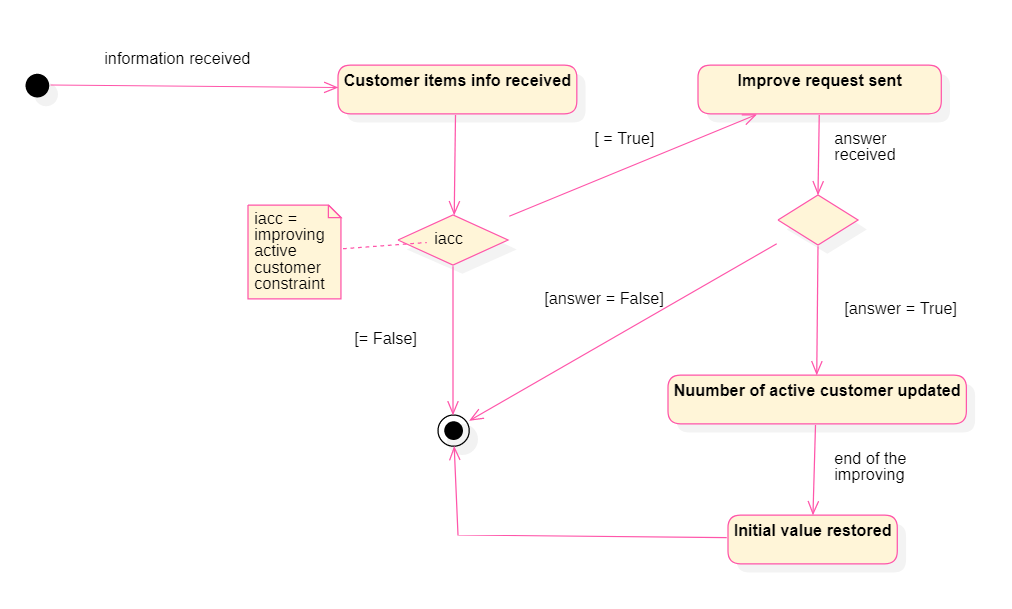 information received
Customer items info received
Improve request sent
[ = True]
answer
received
iacc =
improving
active
customer
constraint
iacc
[answer = False]
[answer = True]
[= False]
Nuumber of active customer updated
end of the
improving
Initial value restored